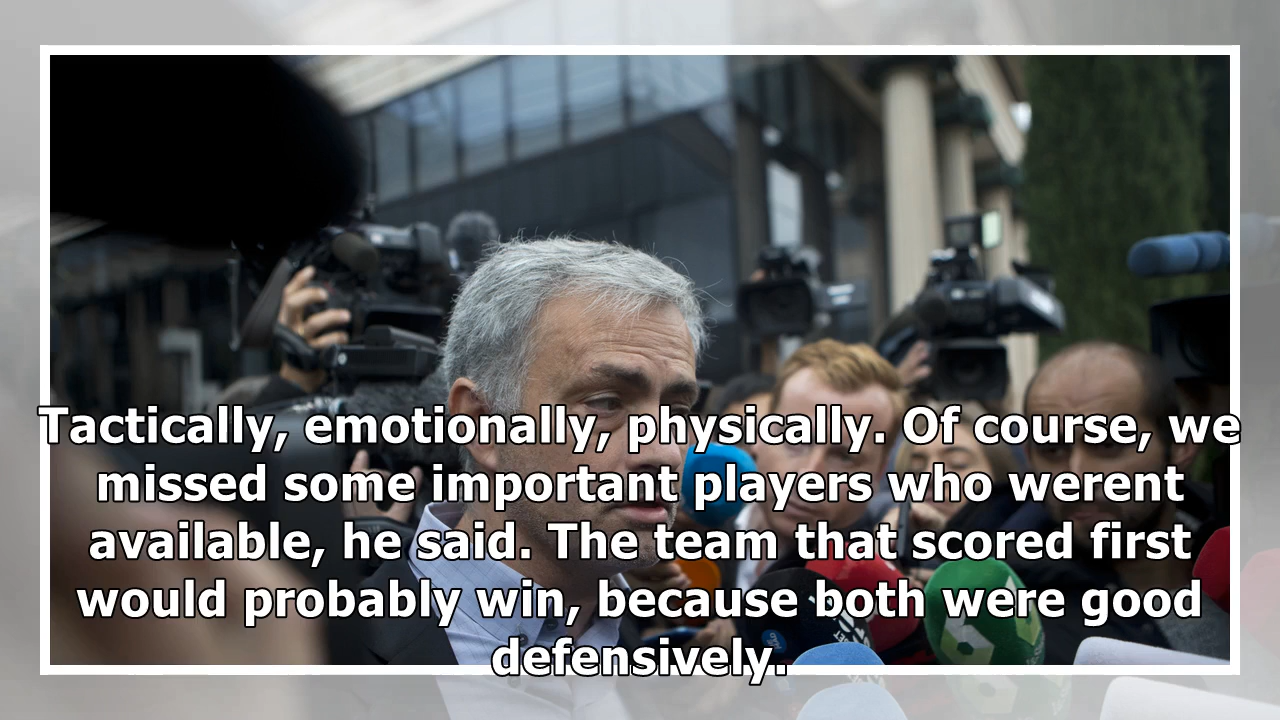 Tactically, emotionally, physically. Of course, we
missed some important players who werent
available, he said. The team that scored first
would probably win, because both were good
defensively.